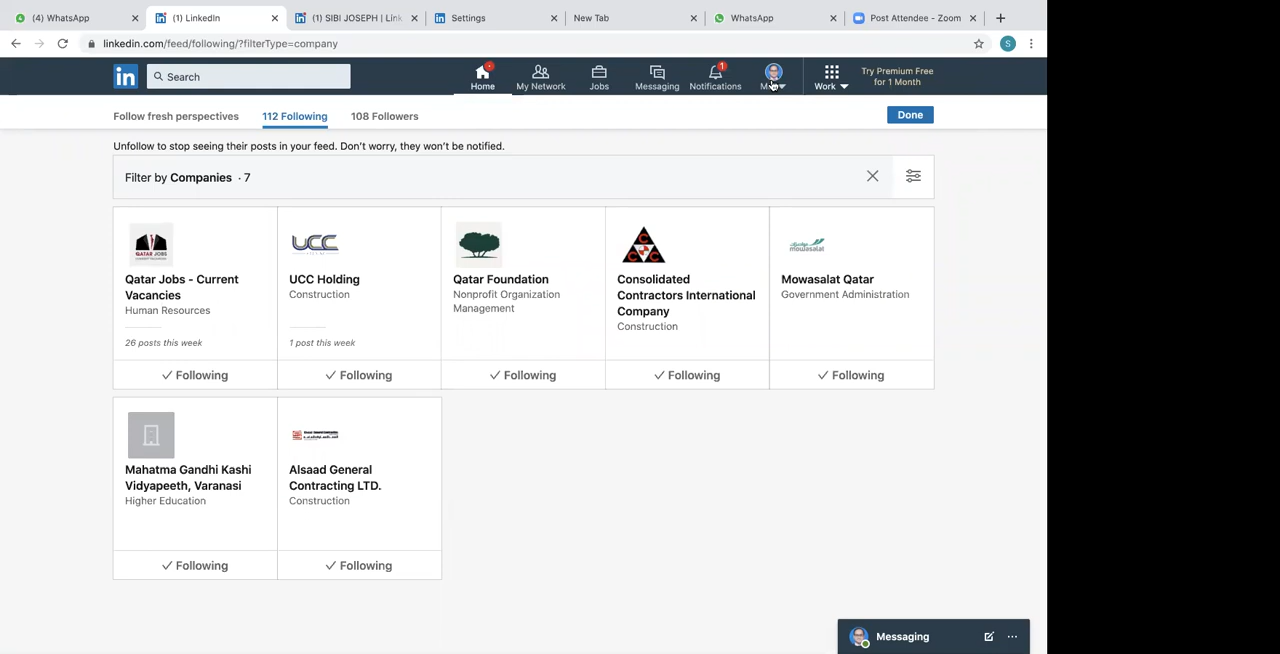 (4) WhatsApp
(1) LinkedIn
(1) SIBI JOSEPH | Link
Settings
New Tab
WhatsApp
Post Attendee - Zoom
linkedin.com/feed/following/?filterType=company
S
in
Search
Home
My Network
Jobs
Messaging
1
Notifications
Work
Try Premium Free
for 1 Month
Follow fresh perspectives
112 Following
108 Followers
Done
Unfollow to stop seeing their posts in your feed. Don't worry, they won't be notified.
Filter by Companies · 7
QATAR JOBS
Qatar Jobs - Current
Vacancies
Human Resources
26 posts this week
Following
UCC
UCC Holding
Construction
1 post this week
Following
Qatar Foundation
Nonprofit Organization
Management
Following
C
C C
Consolidated
Contractors International
Company
Construction
Following
mowasalat
Mowasalat Qatar
Government Administration
Following
Mahatma Gandhi Kashi
Vidyapeeth, Varanasi
Higher Education
Following
Alsaad General
Contracting LTD.
Construction
Following
Messaging